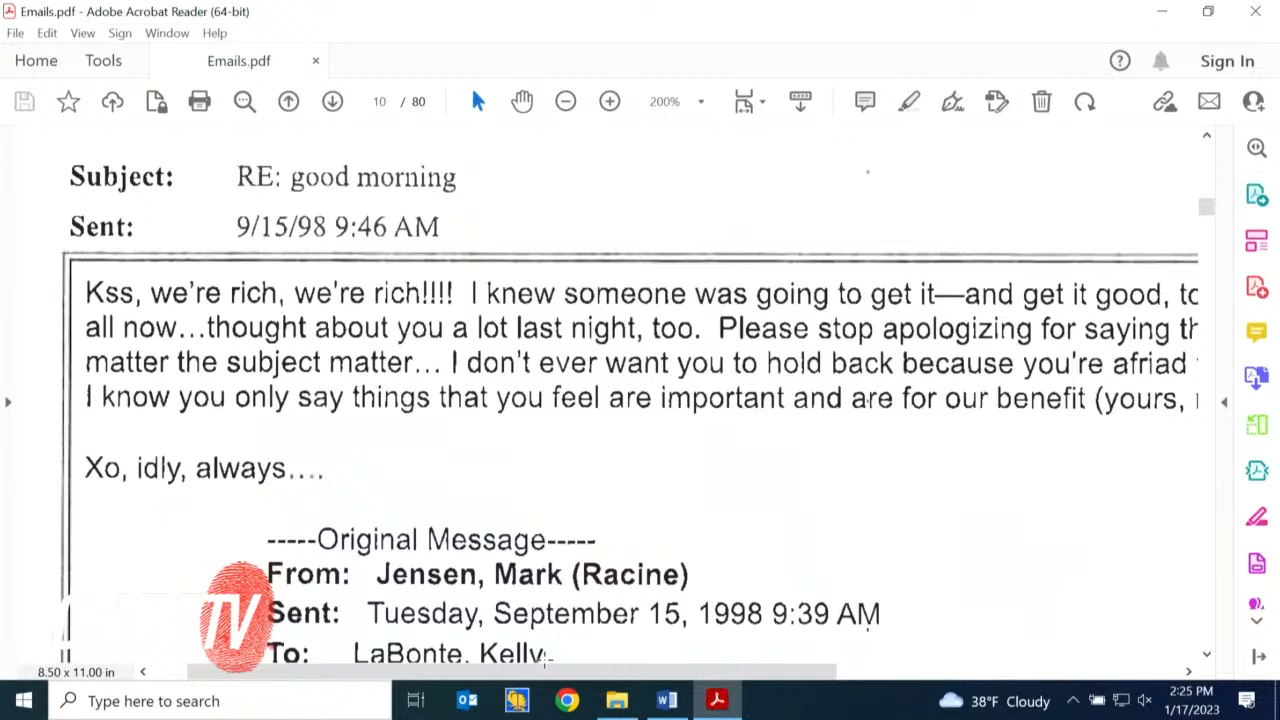 Emails.pdf - Adobe Acrobat Reader (64-bit)
File Edit View Sign Window Help
Home Tools Emails.pdf × Sign In
10 / 80 200%
Subject: RE: good morning
Sent: 9/15/98 9:46 AM
Kss, we're rich, we're rich!!!! I knew someone was going to get it—and get it good,
all now...thought about you a lot last night, too. Please stop apologizing for saying
matter the subject matter... I don't ever want you to hold back because you're afriad
I know you only say things that you feel are important and are for our benefit (yours,
Xo, idly, always....
-----Original Message-----
From: Jensen, Mark (Racine)
Sent: Tuesday, September 15, 1998 9:39 AM
To: LaBonte, Kelly
TV
8.50 x 11.00 in
Type here to search
38°F Cloudy
2:25 PM
1/17/2023